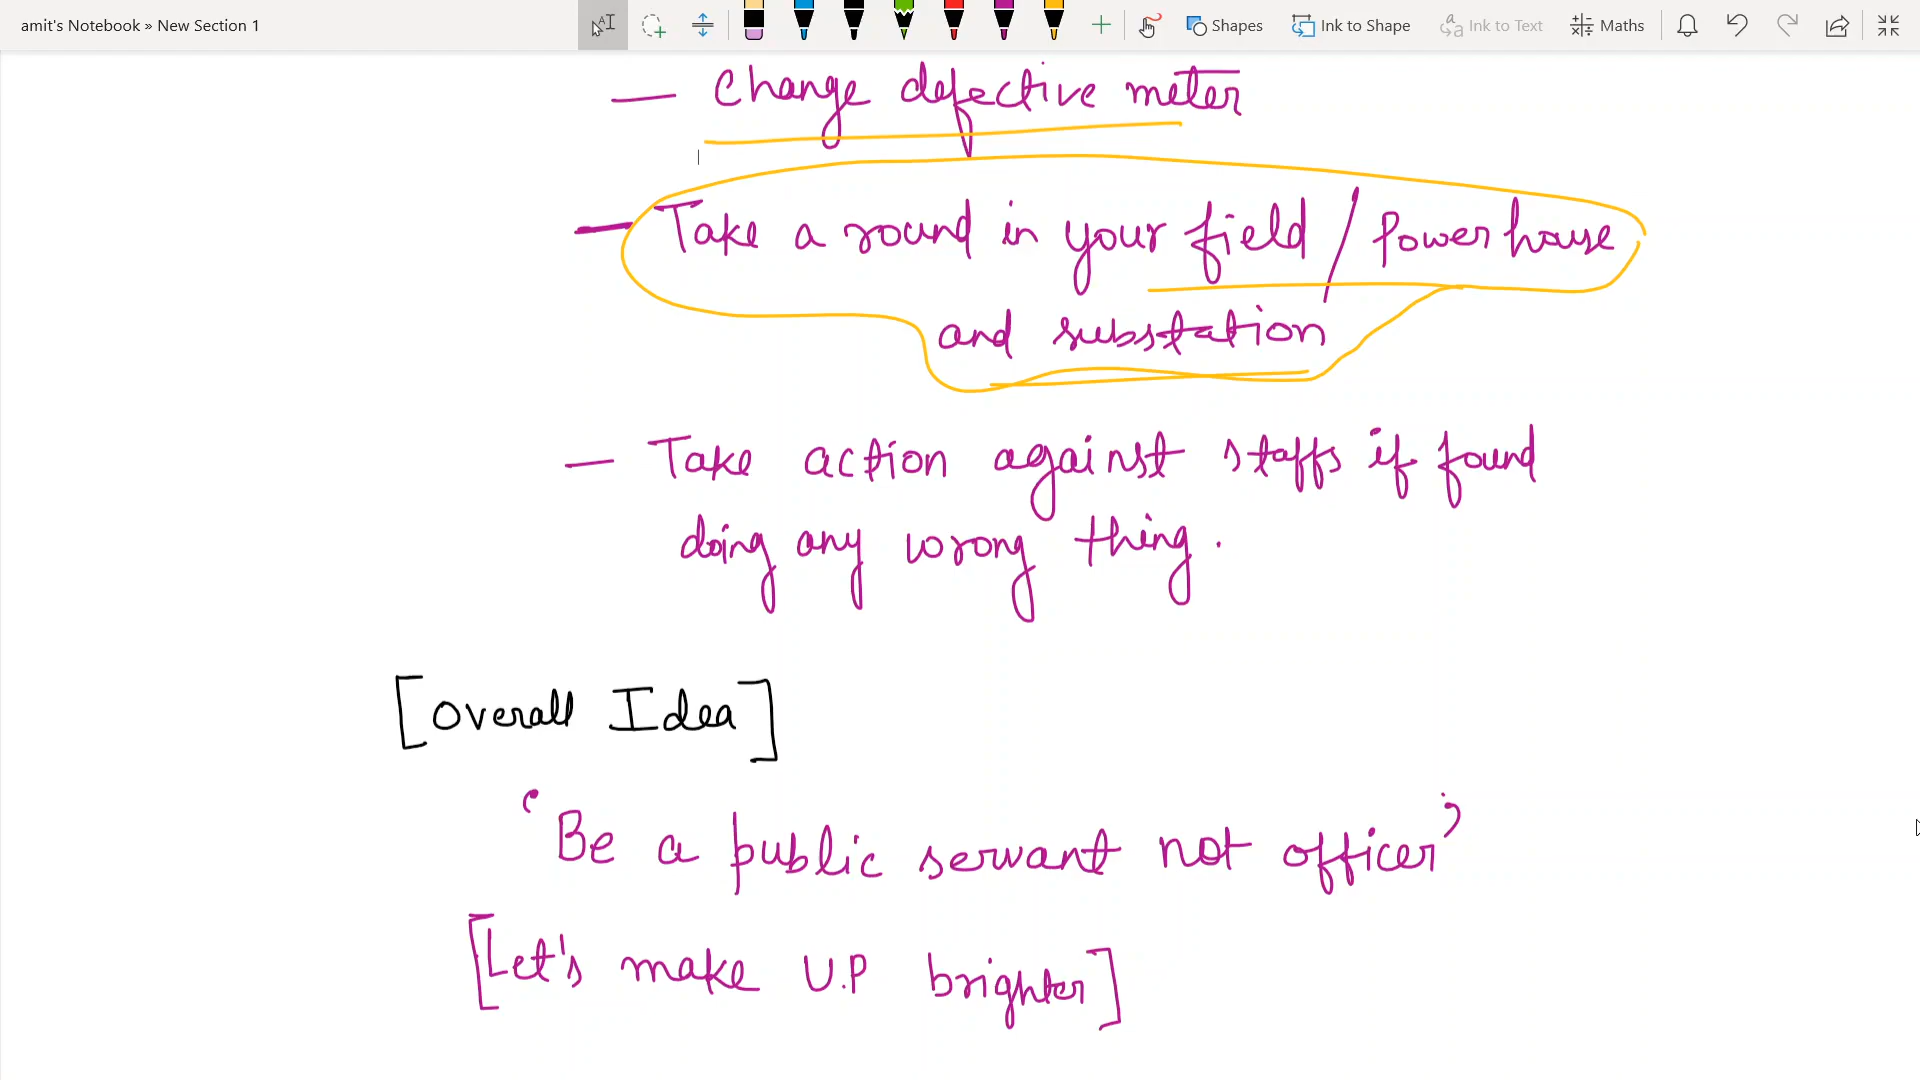 amit's Notebook » New Section 1
Shapes
Ink to Shape
Ink to Text
Maths
— Change defective meter
— Take a round in your field / Power house
and substation
— Take action against staffs if found
doing any wrong thing.
[Overall Idea]
'Be a public servant not officer'
[Let's make U.P brighter]